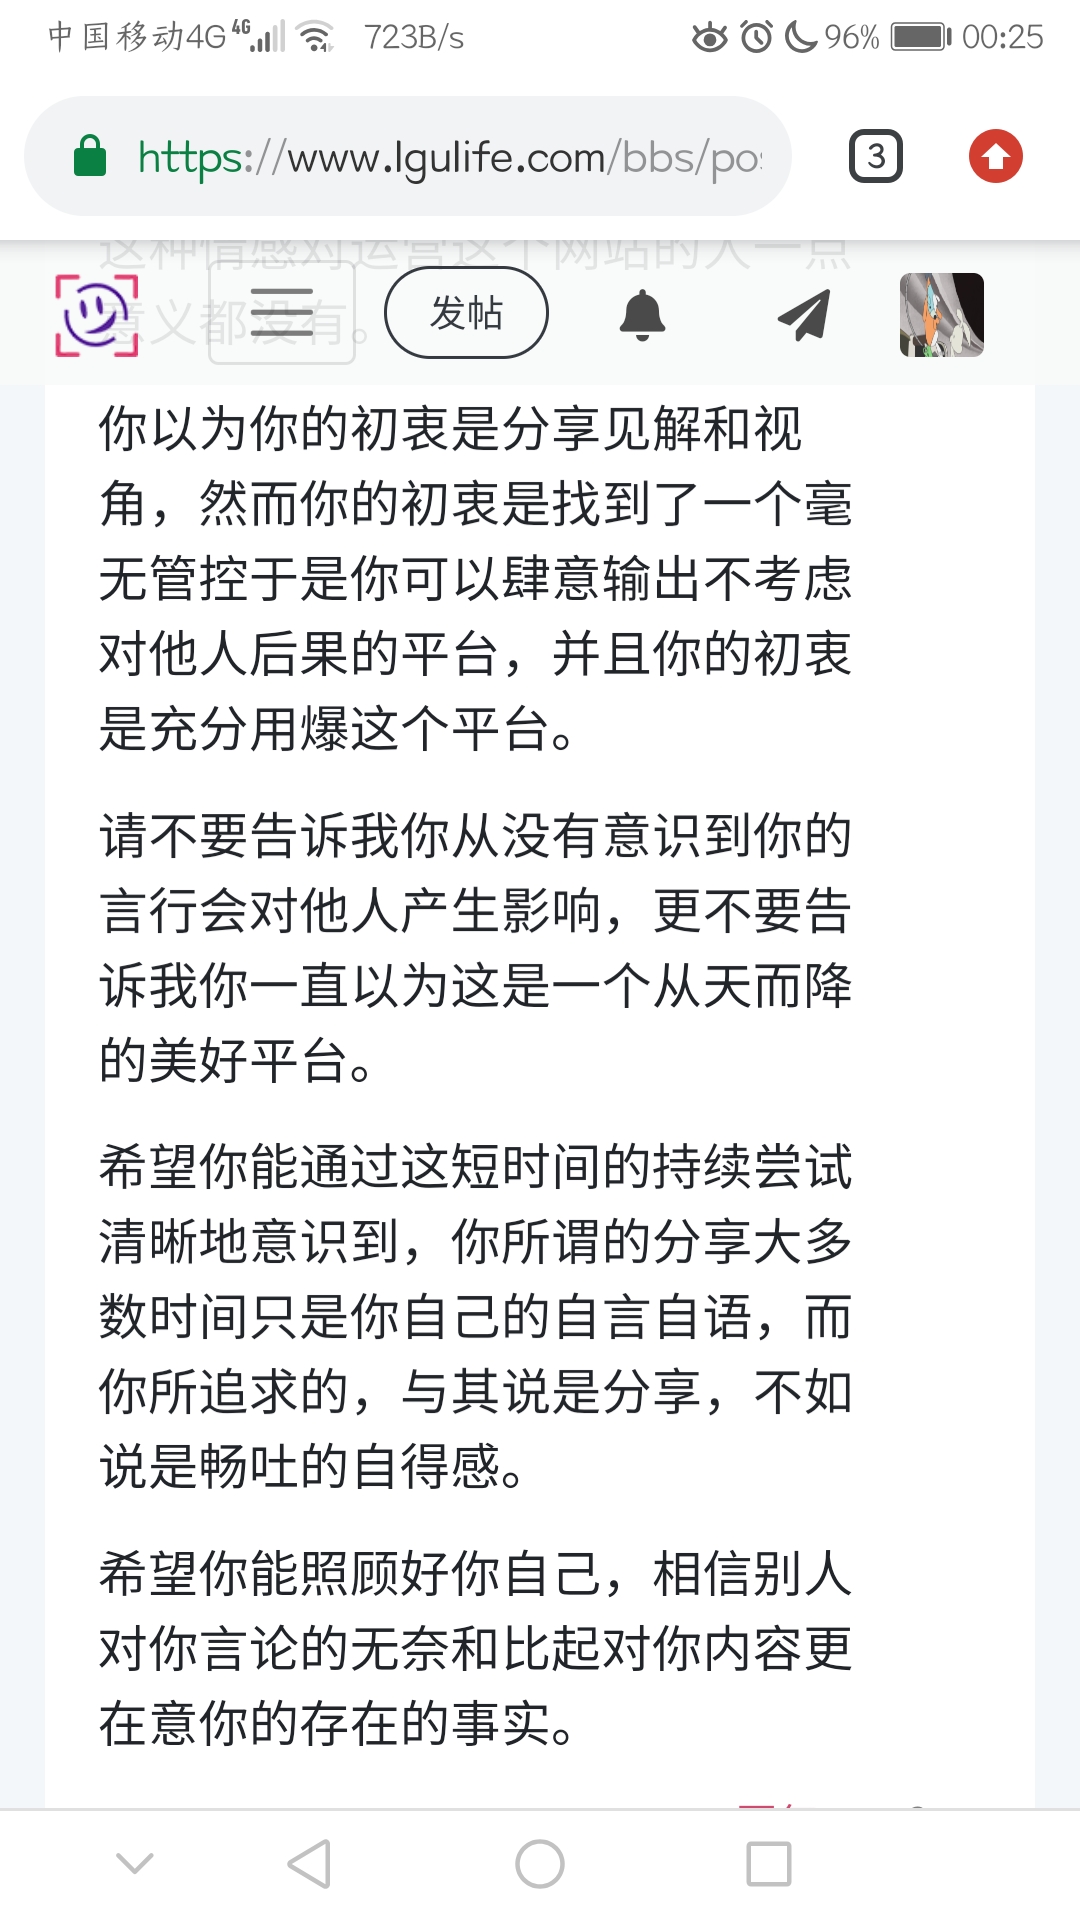 中国移动4G 4G 723B/s 96% 00:25
https://www.lgulife.com/bbs/po
3
这种情感对运营这个网站的人一点
意义都没有。
发帖
你以为你的初衷是分享见解和视
角，然而你的初衷是找到了一个毫
无管控于是你可以肆意输出不考虑
对他人后果的平台，并且你的初衷
是充分用爆这个平台。
请不要告诉我你从没有意识到你的
言行会对他人产生影响，更不要告
诉我你一直以为这是一个从天而降
的美好平台。
希望你能通过这短时间的持续尝试
清晰地意识到，你所谓的分享大多
数时间只是你自己的自言自语，而
你所追求的，与其说是分享，不如
说是畅吐的自得感。
希望你能照顾好你自己，相信别人
对你言论的无奈和比起对你内容更
在意你的存在的事实。